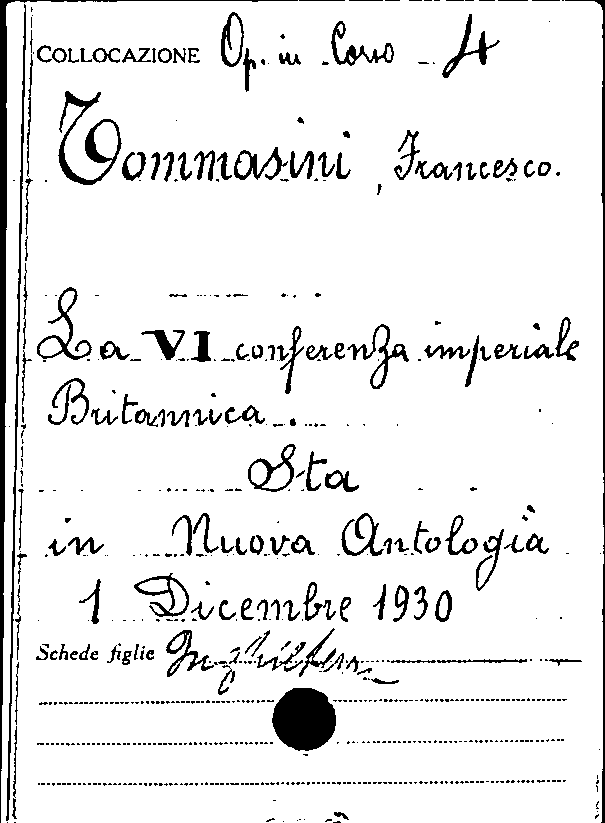 COLLOCAZIONE Op. in Corso - 4
Tommasini, Francesco.
La VI conferenza imperiale
Britannica.
Sta
in Nuova Antologia
1 Dicembre 1930
Schede figlie Inghilterra